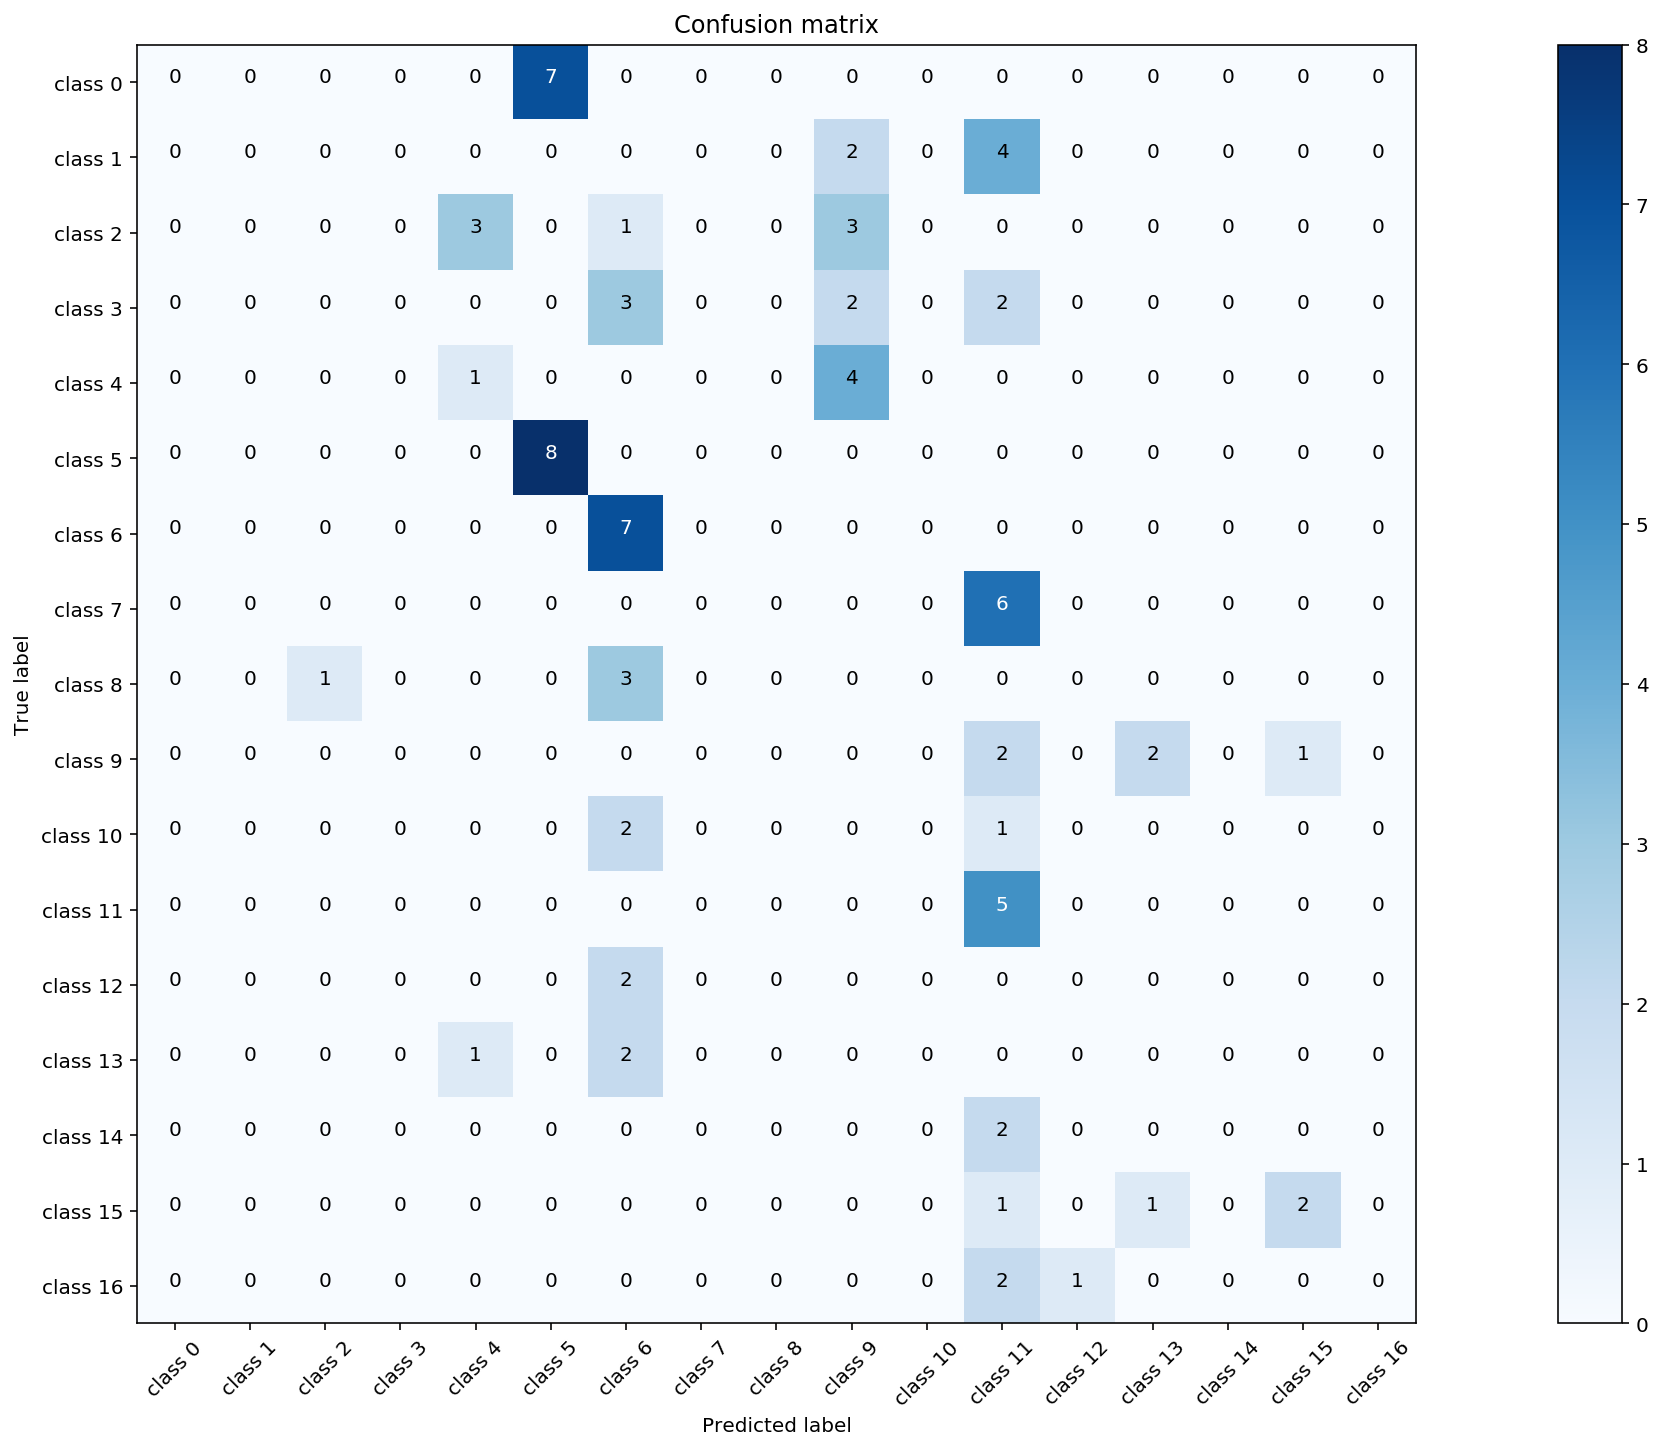 Confusion matrix
class 0 0 0 0 0 0 7 0 0 0 0 0 0 0 0 0 0 0
class 1 0 0 0 0 0 0 0 0 0 2 0 4 0 0 0 0 0
class 2 0 0 0 0 3 0 1 0 0 3 0 0 0 0 0 0 0
class 3 0 0 0 0 0 0 3 0 0 2 0 2 0 0 0 0 0
class 4 0 0 0 0 1 0 0 0 0 4 0 0 0 0 0 0 0
class 5 0 0 0 0 0 8 0 0 0 0 0 0 0 0 0 0 0
class 6 0 0 0 0 0 0 7 0 0 0 0 0 0 0 0 0 0
class 7 0 0 0 0 0 0 0 0 0 0 0 6 0 0 0 0 0
class 8 0 0 1 0 0 0 3 0 0 0 0 0 0 0 0 0 0
class 9 0 0 0 0 0 0 0 0 0 0 0 2 0 2 0 1 0
class 10 0 0 0 0 0 0 2 0 0 0 0 1 0 0 0 0 0
class 11 0 0 0 0 0 0 0 0 0 0 0 5 0 0 0 0 0
class 12 0 0 0 0 0 0 2 0 0 0 0 0 0 0 0 0 0
class 13 0 0 0 0 1 0 2 0 0 0 0 0 0 0 0 0 0
class 14 0 0 0 0 0 0 0 0 0 0 0 2 0 0 0 0 0
class 15 0 0 0 0 0 0 0 0 0 0 0 1 0 1 0 2 0
class 16 0 0 0 0 0 0 0 0 0 0 0 2 1 0 0 0 0
True label
class 0 class 1 class 2 class 3 class 4 class 5 class 6 class 7 class 8 class 9 class 10 class 11 class 12 class 13 class 14 class 15 class 16
Predicted label
8
7
6
5
4
3
2
1
0